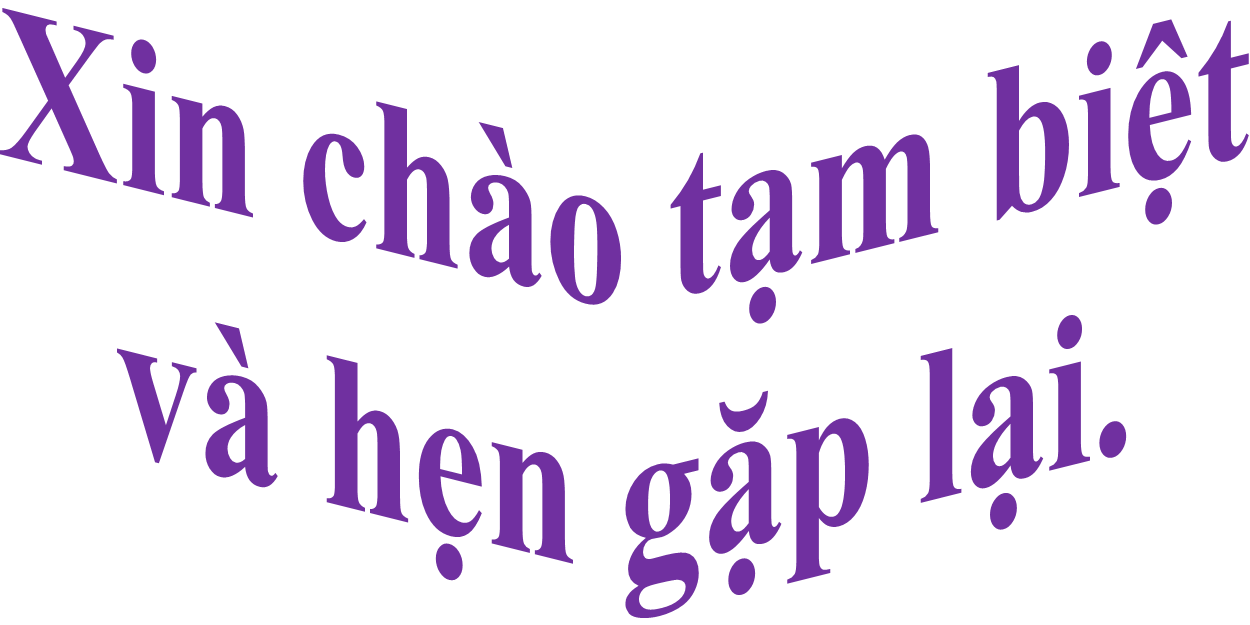 Xin chào tạm biệt
và hẹn gặp lại.